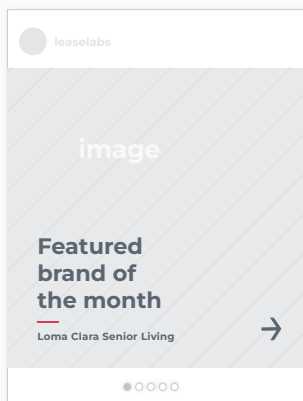 leaselabs
image
Featured
brand of
the month
Loma Clara Senior Living